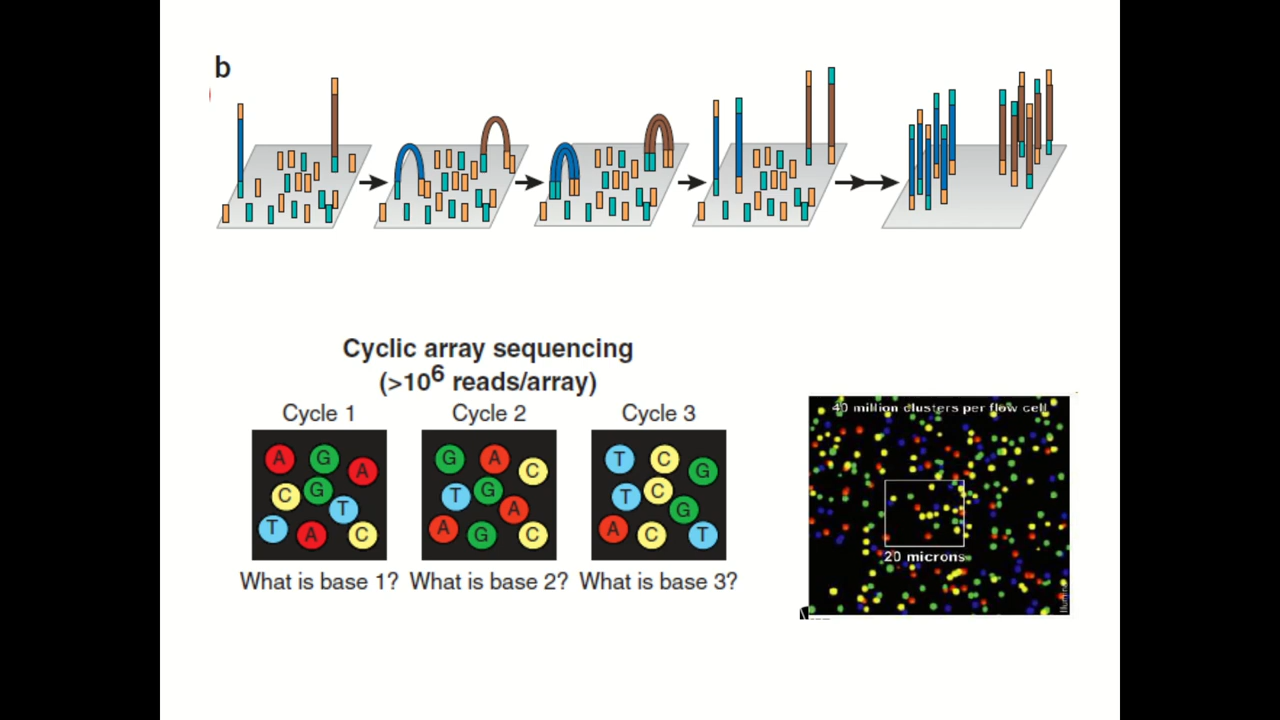 b
Cyclic array sequencing
(>10⁶ reads/array)
Cycle 1 Cycle 2 Cycle 3
A G A C G T T A C
G A C T G A A G C
T C G T C G A C T
What is base 1? What is base 2? What is base 3?
40 million clusters per flow cell
20 microns